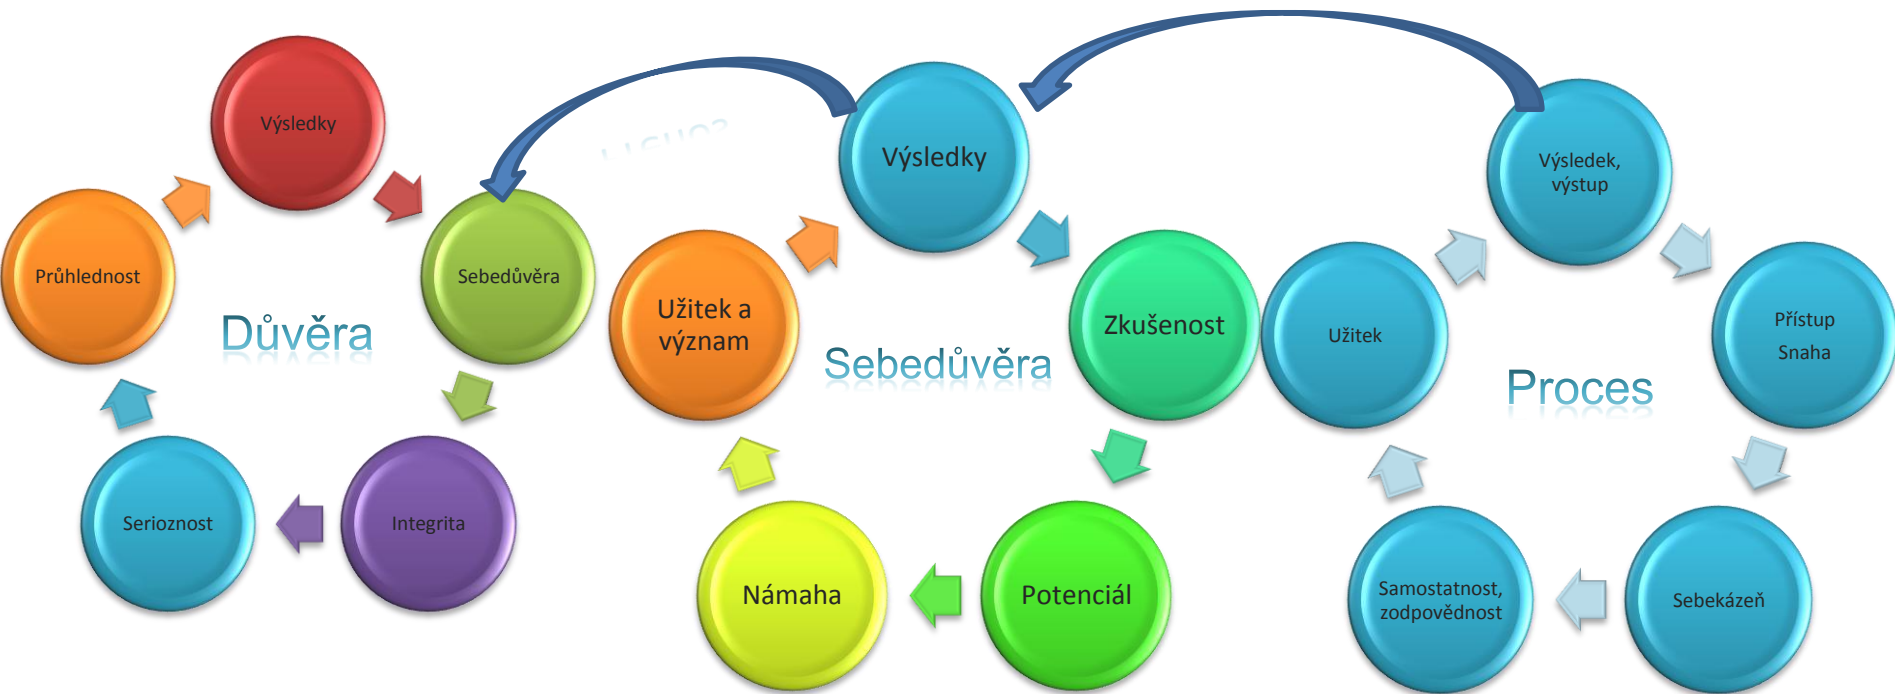 Výsledky
Sebedůvěra
Integrita
Serioznost
Průhlednost
Důvěra
Výsledky
Zkušenost
Potenciál
Námaha
Užitek a
význam
Sebedůvěra
Výsledek,
výstup
Přístup
Snaha
Sebekázeň
Samostatnost,
zodpovědnost
Užitek
Proces